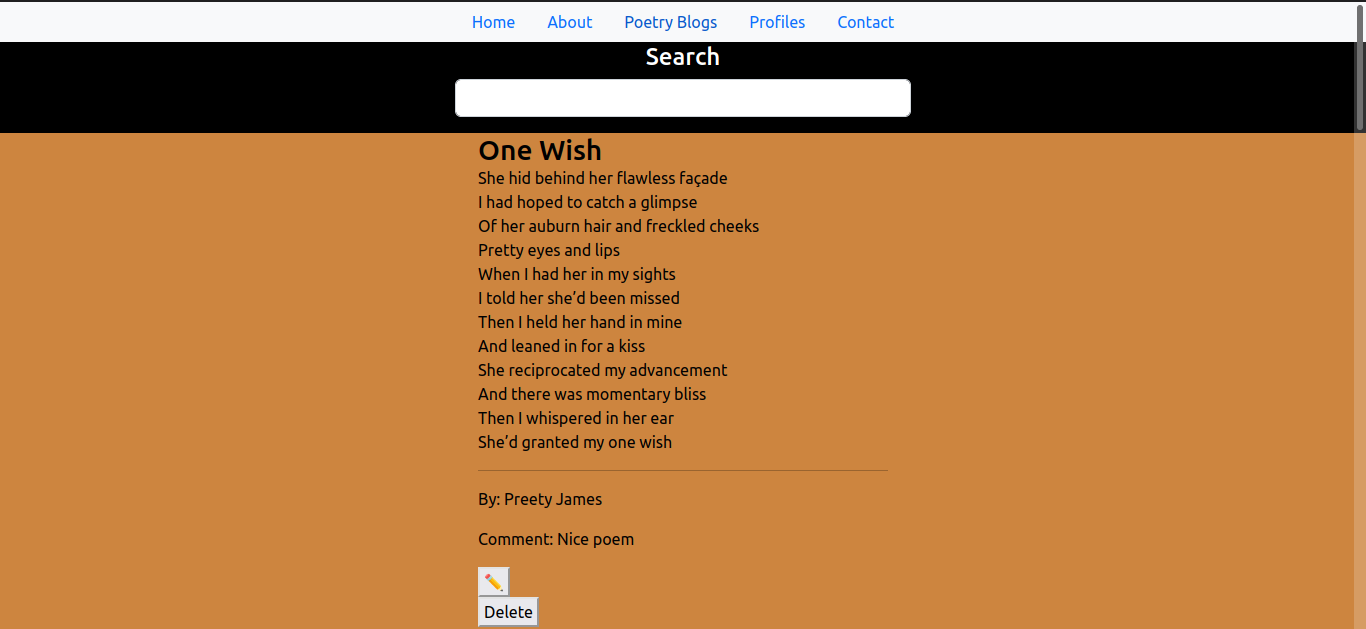 Home About Poetry Blogs Profiles Contact
Search
One Wish
She hid behind her flawless façade
I had hoped to catch a glimpse
Of her auburn hair and freckled cheeks
Pretty eyes and lips
When I had her in my sights
I told her she’d been missed
Then I held her hand in mine
And leaned in for a kiss
She reciprocated my advancement
And there was momentary bliss
Then I whispered in her ear
She’d granted my one wish
By: Preety James
Comment: Nice poem
Delete